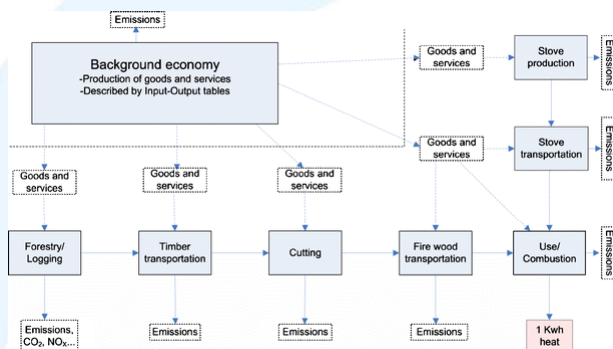 Emissions
Background economy
-Production of goods and services
-Described by Input-Output tables
Goods and
services
Stove
production
Emissions
Goods and
services
Stove
transportation
Emissions
Goods and
services
Goods and
services
Goods and
services
Forestry/
Logging
Timber
transportation
Cutting
Fire wood
transportation
Use/
Combustion
Emissions
Emissions,
CO₂, NOₓ...
Emissions
Emissions
Emissions
1 Kwh
heat